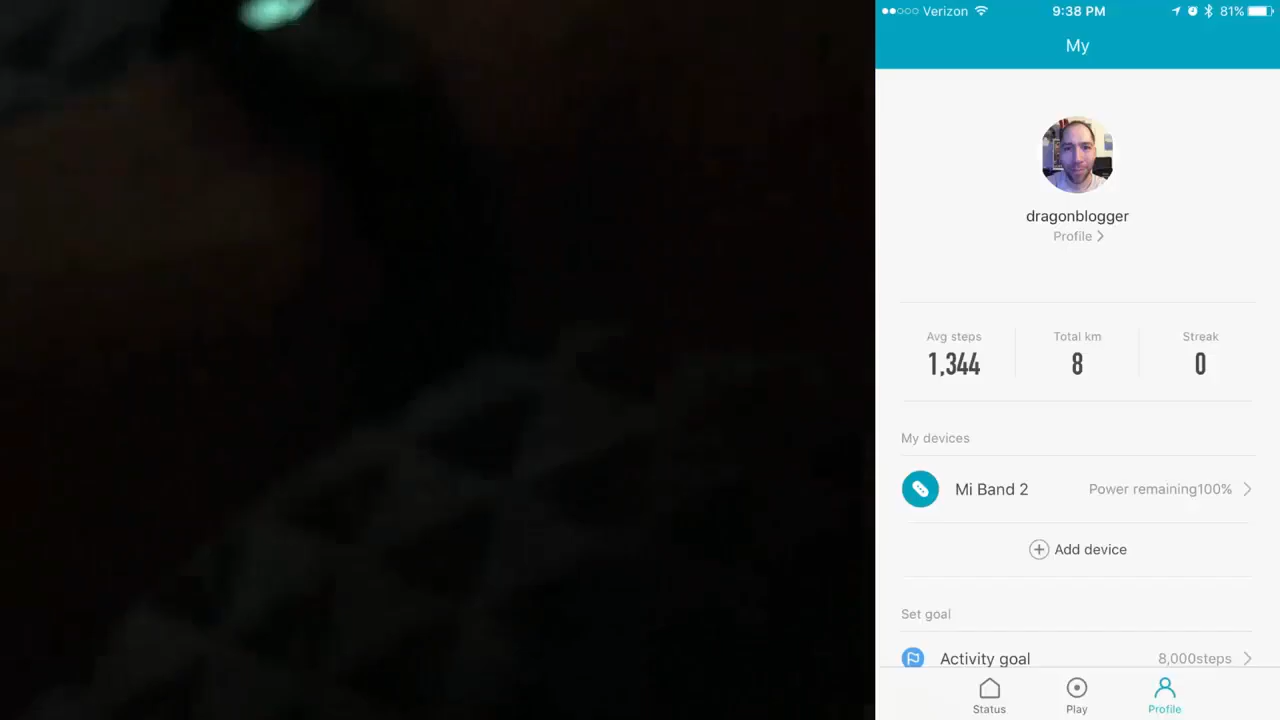 Verizon 9:38 PM 81%
My
dragonblogger
Profile
Avg steps Total km Streak
1,344 8 0
My devices
Mi Band 2 Power remaining100%
Add device
Set goal
Activity goal 8,000steps
Status Play Profile